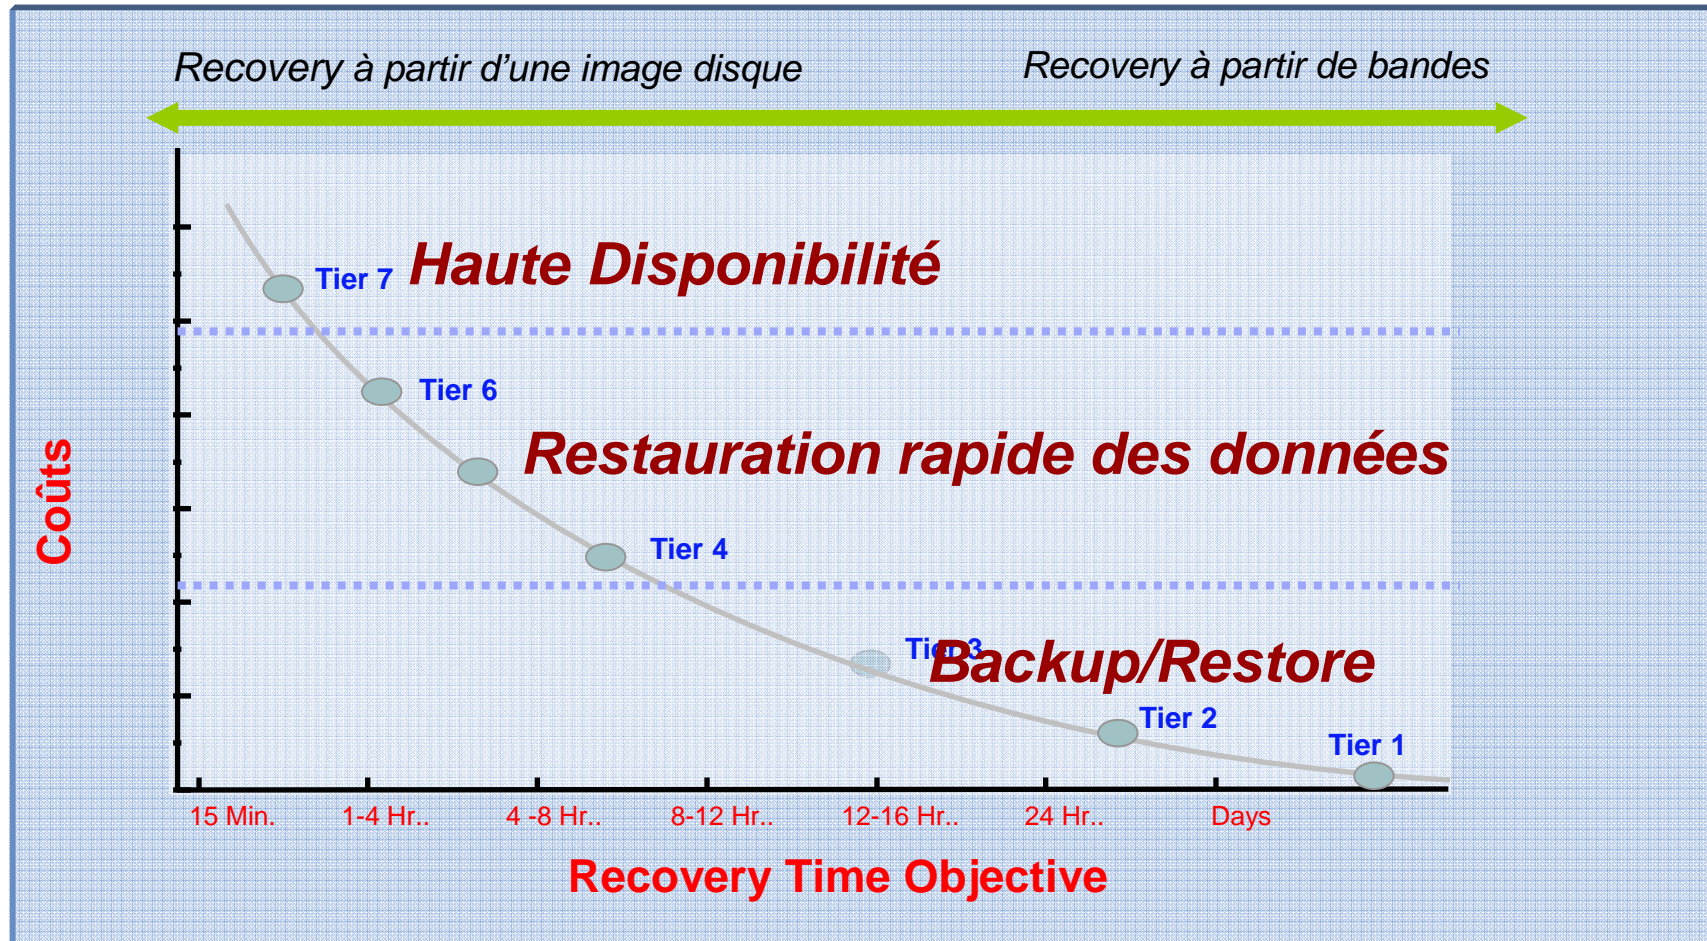 Recovery à partir d'une image disque
Recovery à partir de bandes
Tier 7
Haute Disponibilité
Tier 6
Restauration rapide des données
Coûts
Tier 4
Tier 3
Backup/Restore
Tier 2
Tier 1
15 Min.
1-4 Hr..
4 -8 Hr..
8-12 Hr..
12-16 Hr..
24 Hr..
Days
Recovery Time Objective